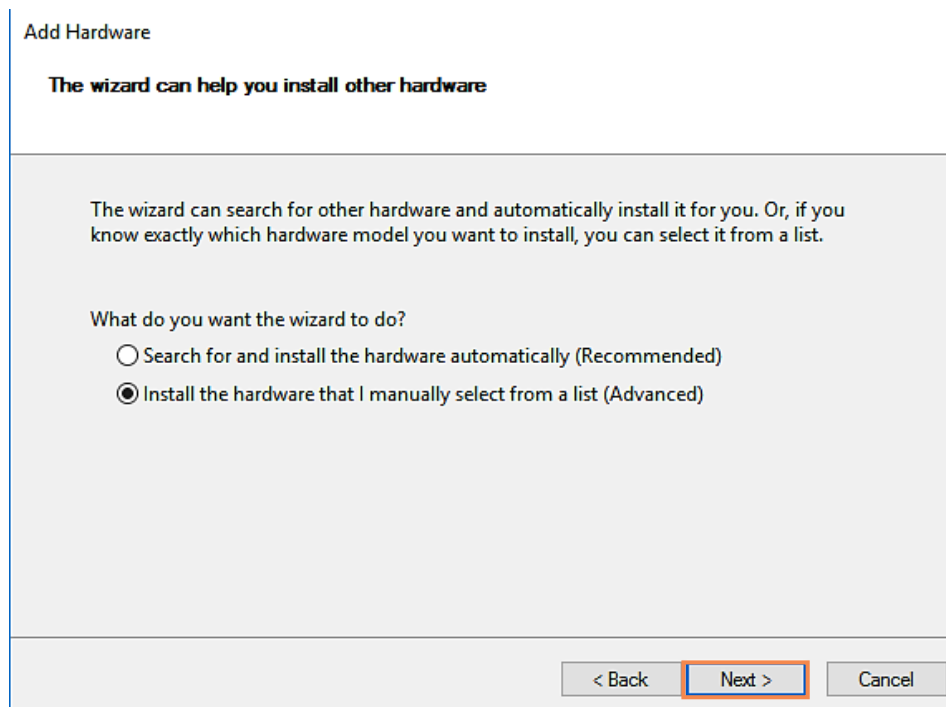 Add Hardware
The wizard can help you install other hardware
The wizard can search for other hardware and automatically install it for you. Or, if you
know exactly which hardware model you want to install, you can select it from a list.
What do you want the wizard to do?
Search for and install the hardware automatically (Recommended)
Install the hardware that I manually select from a list (Advanced)
< Back Next > Cancel